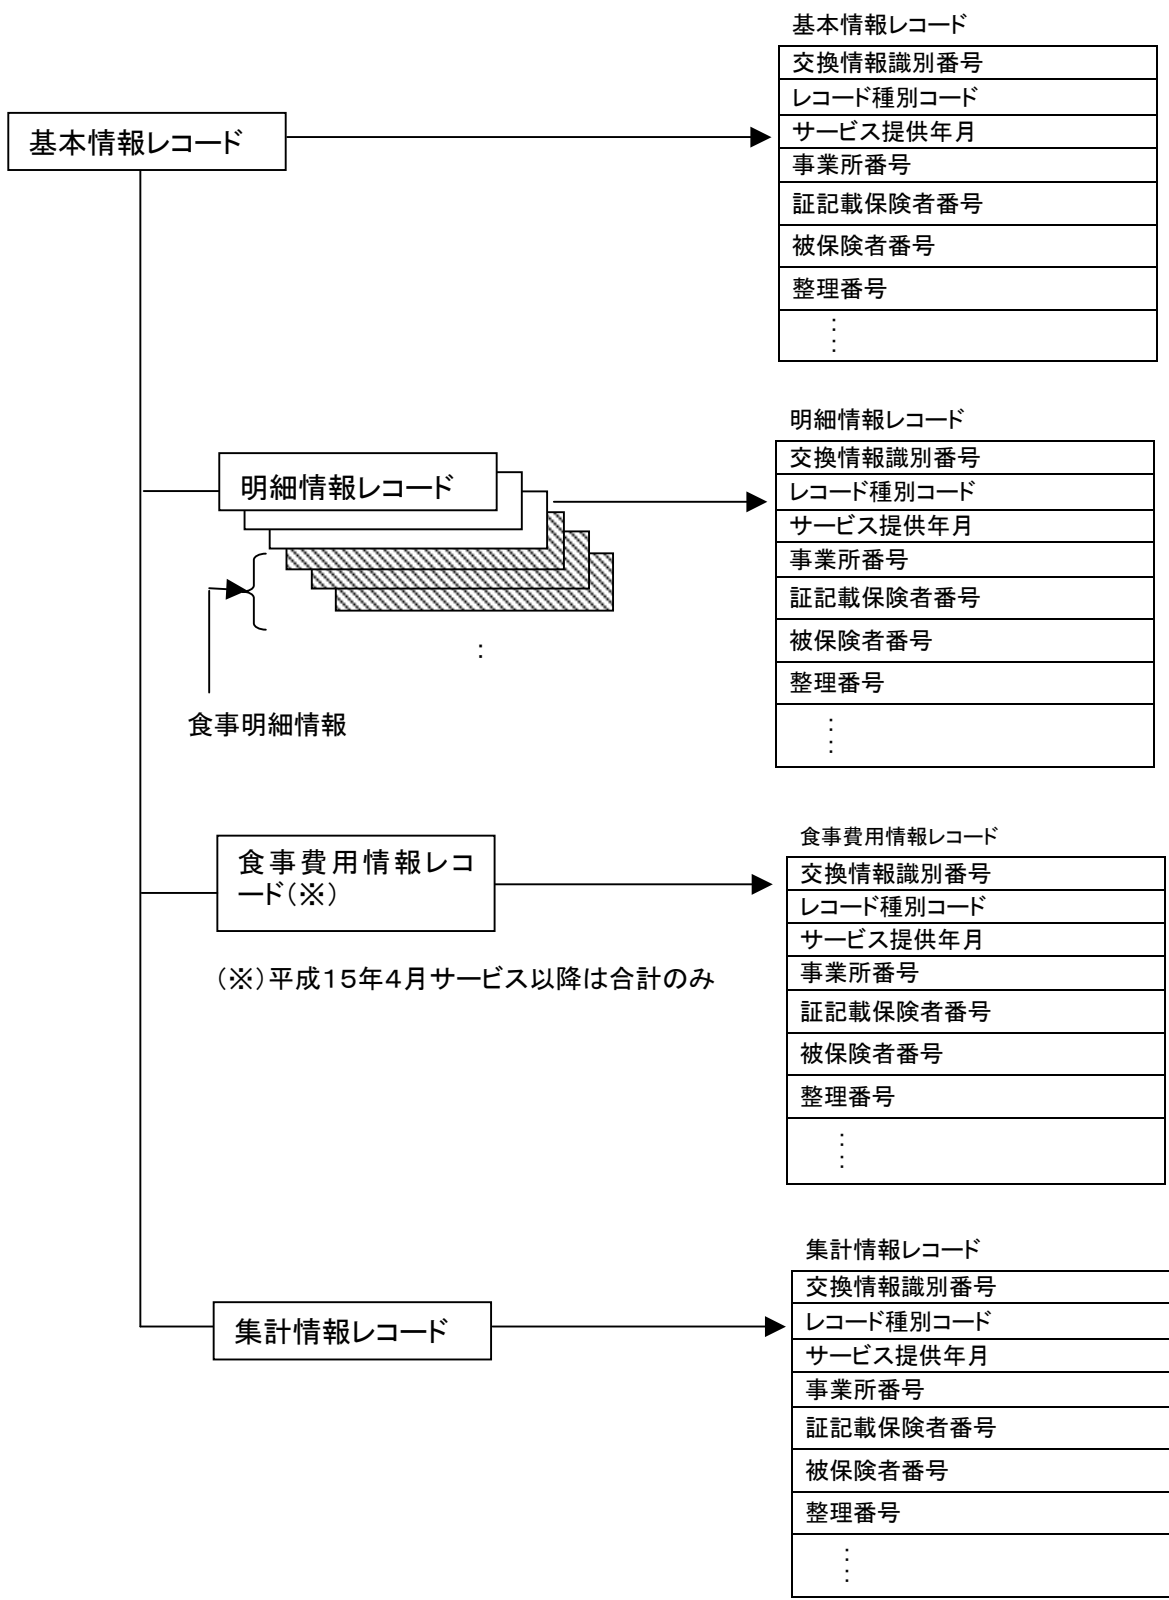 基本情報レコード
交換情報識別番号
レコード種別コード
サービス提供年月
事業所番号
証記載保険者番号
被保険者番号
整理番号
：
：
基本情報レコード
明細情報レコード
交換情報識別番号
レコード種別コード
サービス提供年月
事業所番号
証記載保険者番号
被保険者番号
整理番号
：
：
明細情報レコード
：
食事明細情報
食事費用情報レコード
交換情報識別番号
レコード種別コード
サービス提供年月
事業所番号
証記載保険者番号
被保険者番号
整理番号
：
：
食事費用情報レコ
ード（※）
（※）平成１５年４月サービス以降は合計のみ
集計情報レコード
交換情報識別番号
レコード種別コード
サービス提供年月
事業所番号
証記載保険者番号
被保険者番号
整理番号
：
：
集計情報レコード